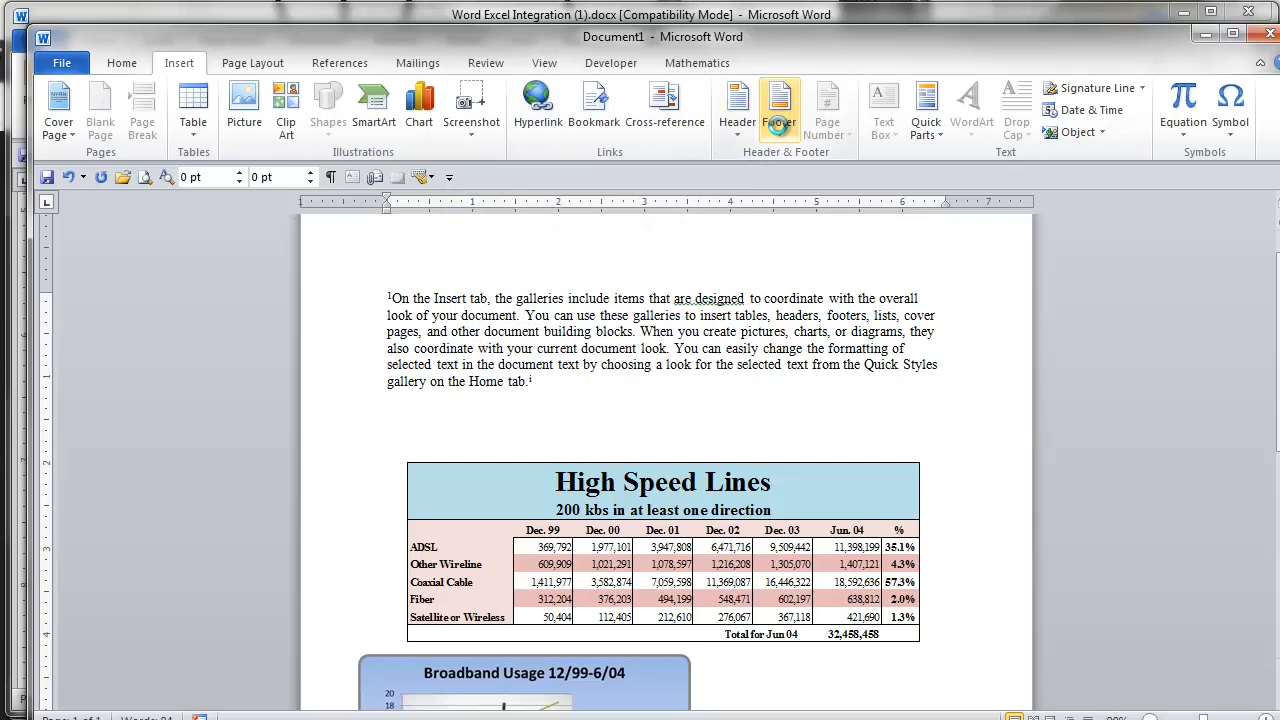 Word Excel Integration (1).docx [Compatibility Mode] - Microsoft Word
Document1 - Microsoft Word
File Home Insert Page Layout References Mailings Review View Developer Mathematics
Cover Page
Blank Page
Page Break
Table
Picture
Clip Art
Shapes
SmartArt
Chart
Screenshot
Hyperlink
Bookmark
Cross-reference
Header
Footer
Page Number
Text Box
Quick Parts
WordArt
Drop Cap
Signature Line
Date & Time
Object
Equation
Symbol
Pages Tables Illustrations Links Header & Footer Text Symbols
0 pt 0 pt
1 1 2 3 4 5 6 7
1On the Insert tab, the galleries include items that are designed to coordinate with the overall
look of your document. You can use these galleries to insert tables, headers, footers, lists, cover
pages, and other document building blocks. When you create pictures, charts, or diagrams, they
also coordinate with your current document look. You can easily change the formatting of
selected text in the document text by choosing a look for the selected text from the Quick Styles
gallery on the Home tab.i
High Speed Lines
200 kbs in at least one direction
Dec. 99 Dec. 00 Dec. 01 Dec. 02 Dec. 03 Jun. 04 %
ADSL 369,792 1,977,101 3,947,808 6,471,716 9,509,442 11,398,199 35.1%
Other Wireline 609,909 1,021,291 1,078,597 1,216,208 1,305,070 1,407,121 4.3%
Coaxial Cable 1,411,977 3,582,874 7,059,598 11,369,087 16,446,322 18,592,636 57.3%
Fiber 312,204 376,203 494,199 548,471 602,197 638,812 2.0%
Satellite or Wireless 50,404 112,405 212,610 276,067 367,118 421,690 1.3%
Total for Jun 04 32,458,458
Broadband Usage 12/99-6/04
20
18